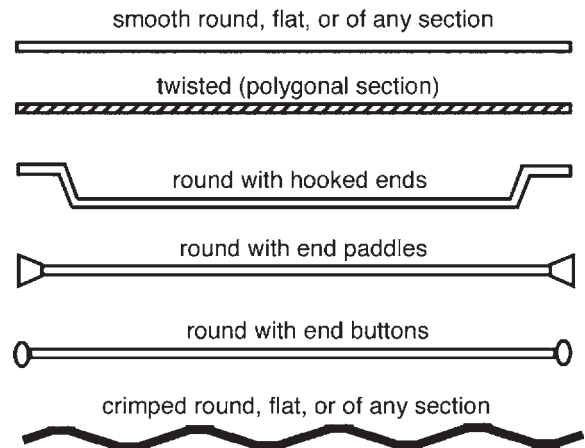 smooth round, flat, or of any section
twisted (polygonal section)
round with hooked ends
round with end paddles
round with end buttons
crimped round, flat, or of any section